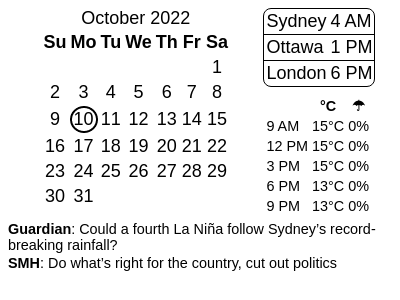 October 2022
Su Mo Tu We Th Fr Sa
1
2 3 4 5 6 7 8
9 10 11 12 13 14 15
16 17 18 19 20 21 22
23 24 25 26 27 28 29
30 31
Sydney 4 AM
Ottawa 1 PM
London 6 PM
°C ☂
9 AM 15°C 0%
12 PM 15°C 0%
3 PM 15°C 0%
6 PM 13°C 0%
9 PM 13°C 0%
Guardian: Could a fourth La Niña follow Sydney’s record-
breaking rainfall?
SMH: Do what’s right for the country, cut out politics